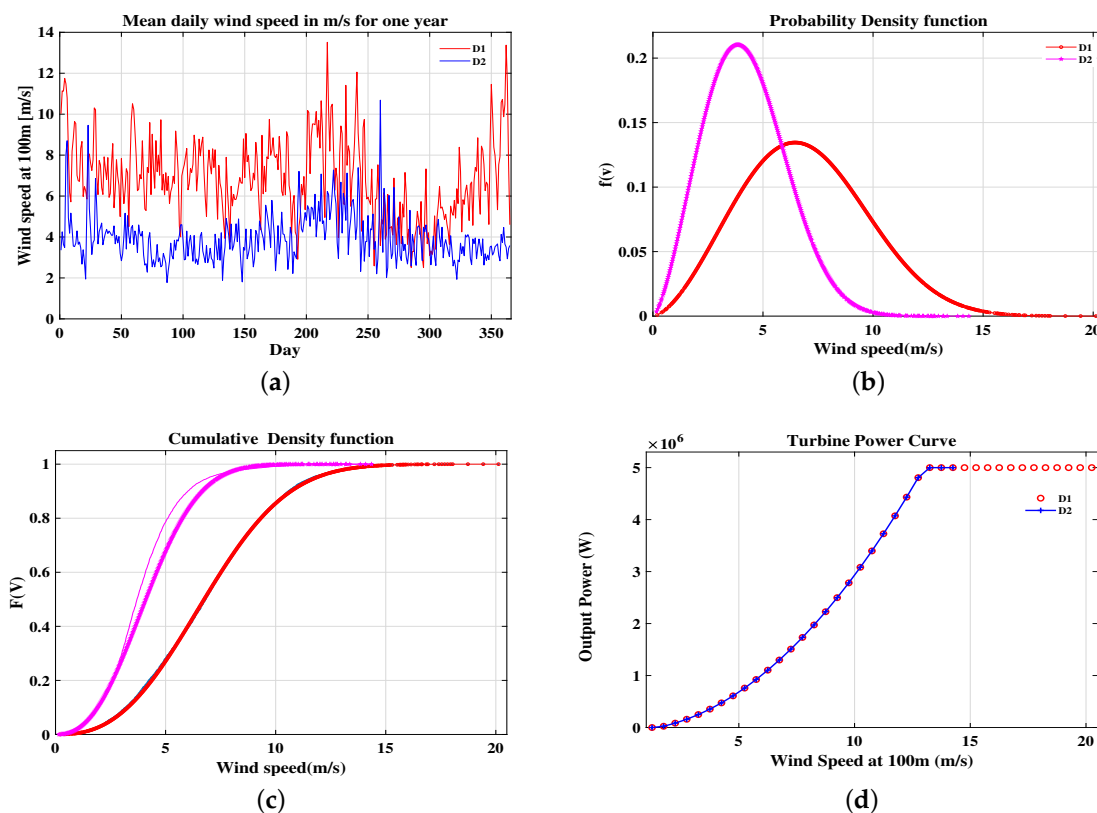 Mean daily wind speed in m/s for one year
D1
D2
Wind speed at 100m [m/s]
14
12
10
8
6
4
2
0
0 50 100 150 200 250 300 350
Day
(a)
Probability Density function
D1
D2
f(v)
0.2
0.15
0.1
0.05
0
0 5 10 15 20
Wind speed(m/s)
(b)
Cumulative Density function
F(V)
1
0.8
0.6
0.4
0.2
0
0 5 10 15 20
Wind speed(m/s)
(c)
Turbine Power Curve
×10⁶
D1
D2
Output Power (W)
5
4
3
2
1
0
5 10 15 20
Wind Speed at 100m (m/s)
(d)